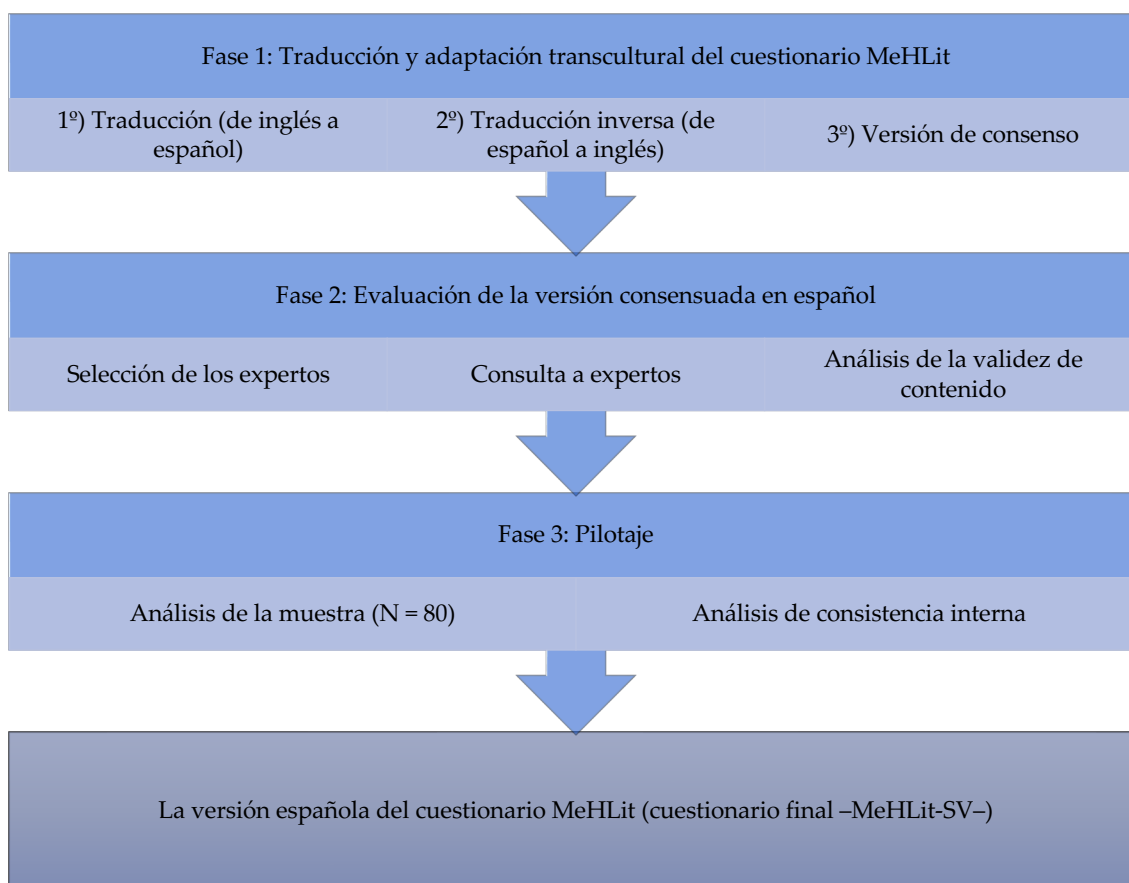 Fase 1: Traducción y adaptación transcultural del cuestionario MeHLit
1º) Traducción (de inglés a
español)
2º) Traducción inversa (de
español a inglés)
3º) Versión de consenso
Fase 2: Evaluación de la versión consensuada en español
Selección de los expertos
Consulta a expertos
Análisis de la validez de
contenido
Fase 3: Pilotaje
Análisis de la muestra (N = 80)
Análisis de consistencia interna
La versión española del cuestionario MeHLit (cuestionario final –MeHLit-SV–)